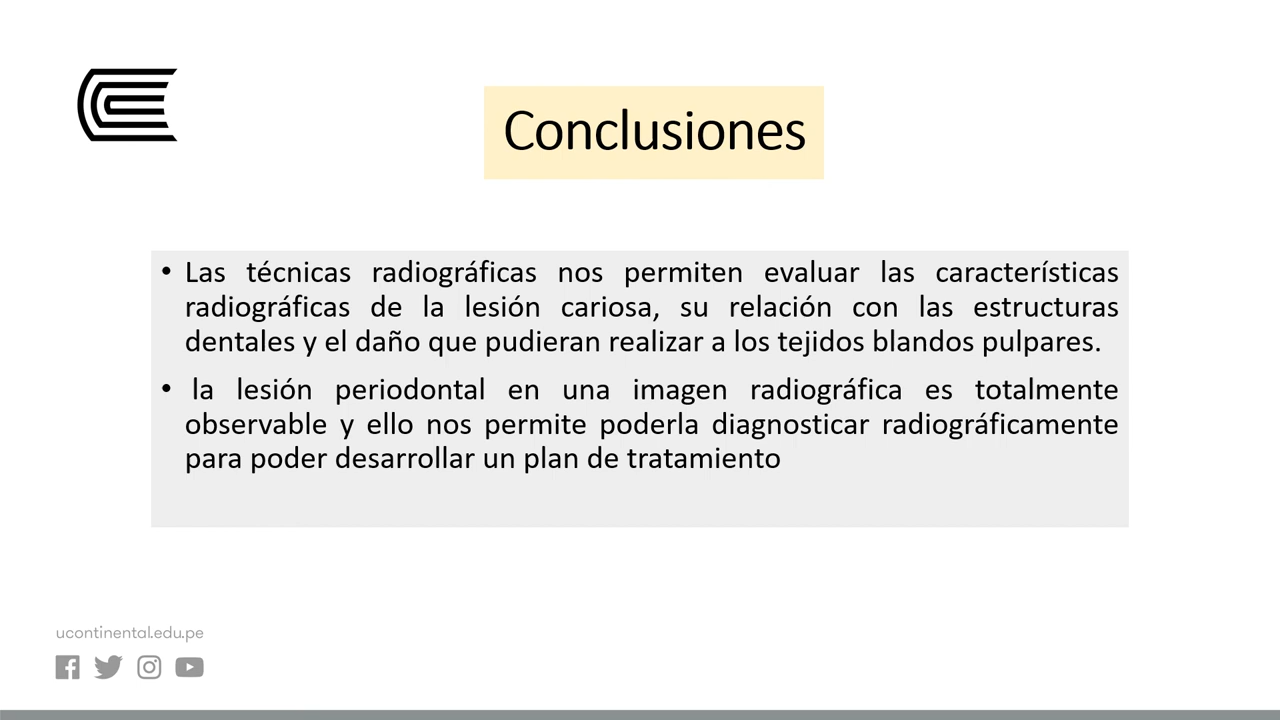 Conclusiones
• Las técnicas radiográficas nos permiten evaluar las características
radiográficas de la lesión cariosa, su relación con las estructuras
dentales y el daño que pudieran realizar a los tejidos blandos pulpares.
• la lesión periodontal en una imagen radiográfica es totalmente
observable y ello nos permite poderla diagnosticar radiográficamente
para poder desarrollar un plan de tratamiento
ucontinental.edu.pe